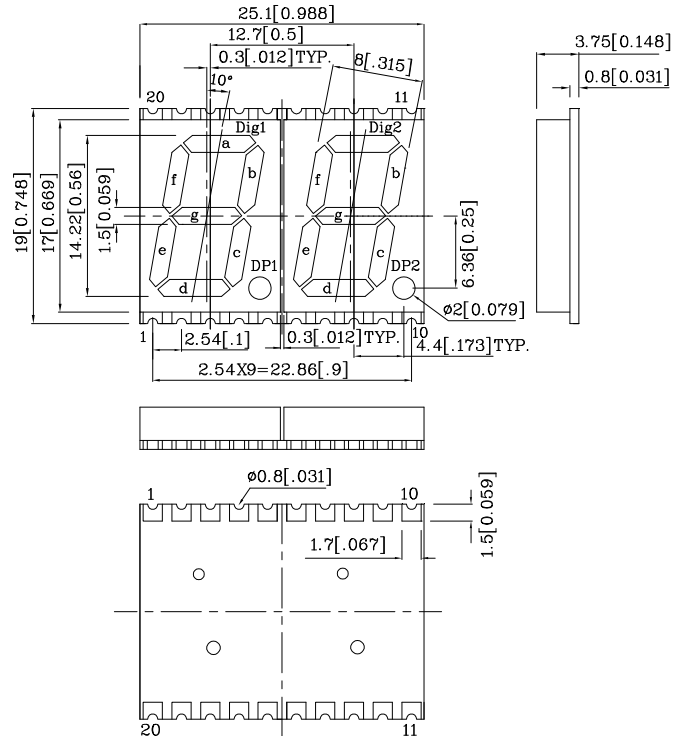 25.1[0.988]
12.7[0.5]
3.75[0.148]
0.3[.012]TYP.
8[.315]
0.8[0.031]
10°
20
11
Dig1
Dig2
a
f
b
g
e
c
d
DP1
f
b
g
e
c
d
DP2
19[0.748]
17[0.669]
14.22[0.56]
1.5[0.059]
6.36[0.25]
ø2[0.079]
1
10
2.54[.1]
0.3[.012]TYP.
4.4[.173]TYP.
2.54X9=22.86[.9]
ø0.8[.031]
1
10
1.7[.067]
1.5[0.059]
20
11